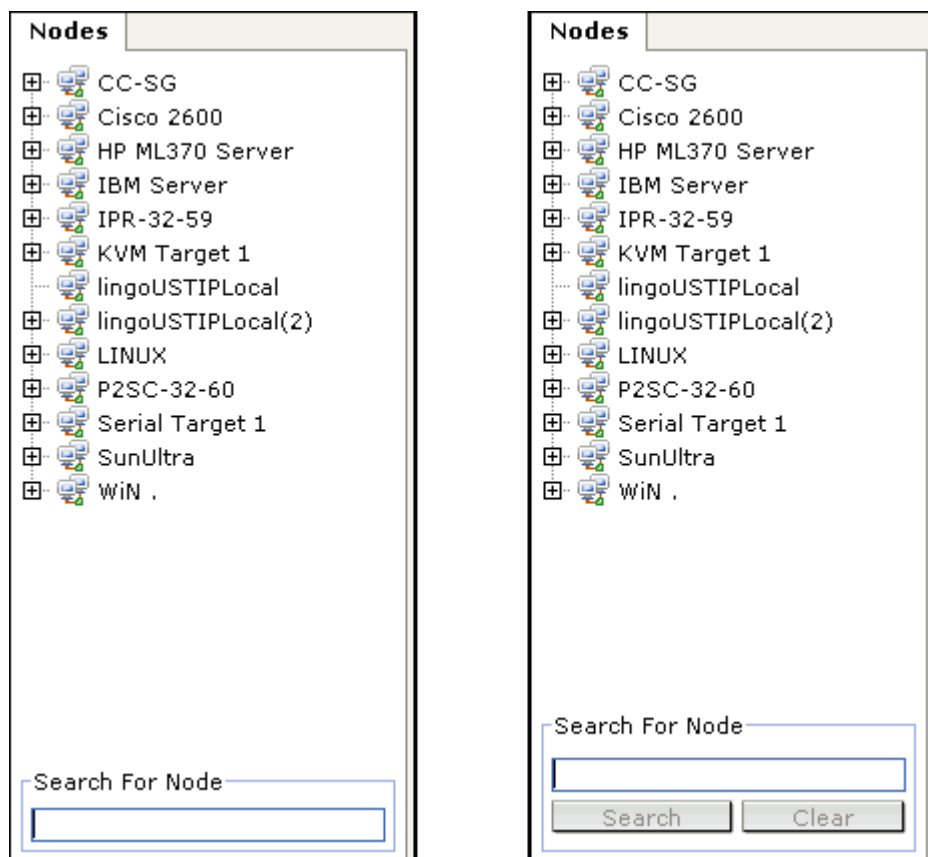 Nodes
CC-SG
Cisco 2600
HP ML370 Server
IBM Server
IPR-32-59
KVM Target 1
lingoUSTIPLocal
lingoUSTIPLocal(2)
LINUX
P2SC-32-60
Serial Target 1
SunUltra
WiN .
Search For Node
Nodes
CC-SG
Cisco 2600
HP ML370 Server
IBM Server
IPR-32-59
KVM Target 1
lingoUSTIPLocal
lingoUSTIPLocal(2)
LINUX
P2SC-32-60
Serial Target 1
SunUltra
WiN .
Search For Node
Search Clear